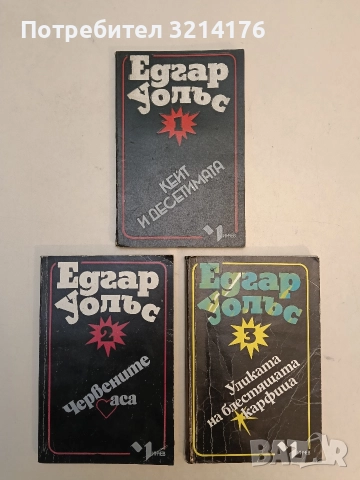 Потребител 3214176
Едгар
Уолъс
1
КЕЙТ
И ДЕСЕТИМАТА
Едгар
Уолъс
2
Червените
аса
Едгар
Уолъс
3
Уликата
на блестящата
карфица
BAZAR